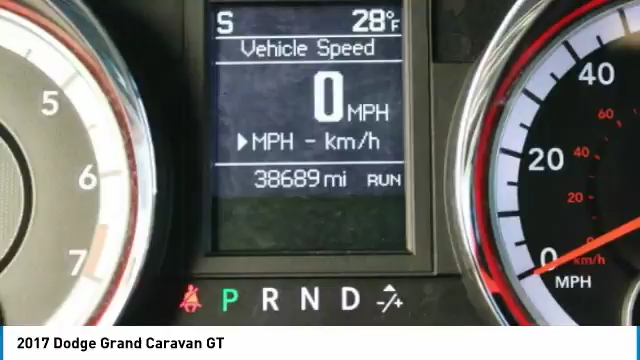 S 28°F
Vehicle Speed
0 MPH
▶MPH - km/h
38689 mi RUN
5
6
7
40
60
20
40
20
0
0
km/h
MPH
P R N D -/+
2017 Dodge Grand Caravan GT